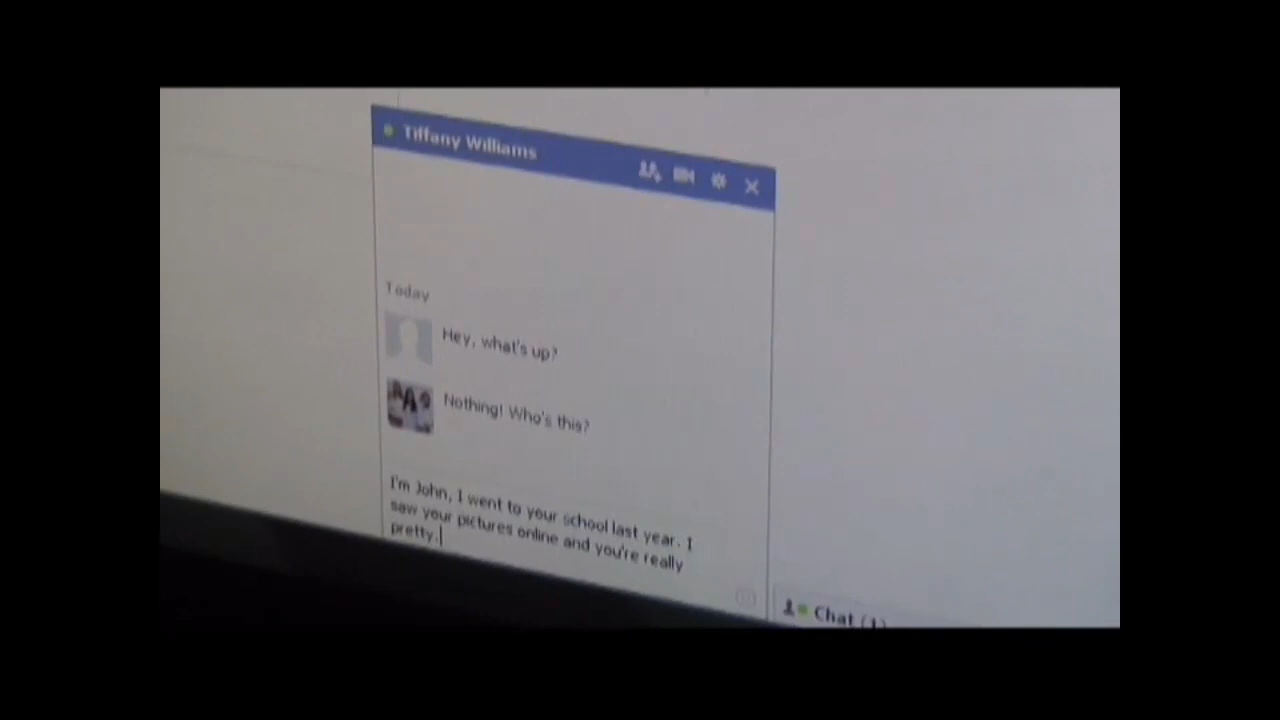 Tiffany Williams
Today
Hey, what's up?
Nothing! Who's this?
I'm John, I went to your school last year. I
saw your pictures online and you're really
pretty.
Chat (1)